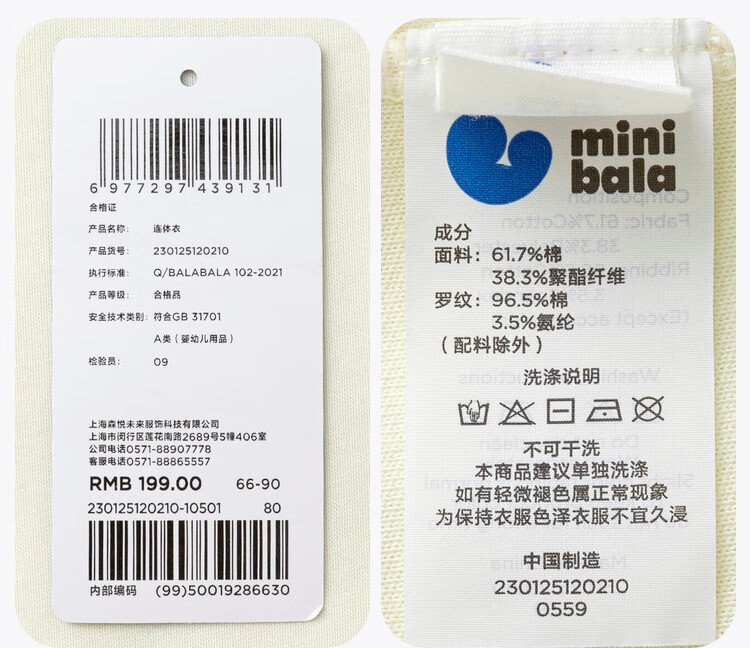 6 977297 439131
合格证
产品名称： 连体衣
产品货号： 230125120210
执行标准： Q/BALABALA 102-2021
产品等级： 合格品
安全技术类别： 符合GB 31701
A类（婴幼儿用品）
检验员： 09
上海森悦未来服饰科技有限公司
上海市闵行区莲花南路2689号5幢406室
公司电话0571-88907778
客服电话0571-88865557
RMB 199.00 66-90
230125120210-10501 80
内部编码 (99)50019286630
mini
bala
成分
面料：61.7%棉
38.3%聚酯纤维
罗纹：96.5%棉
3.5%氨纶
（配料除外）
洗涤说明
不可干洗
本商品建议单独洗涤
如有轻微褪色属正常现象
为保持衣服色泽衣服不宜久浸
中国制造
230125120210
0559